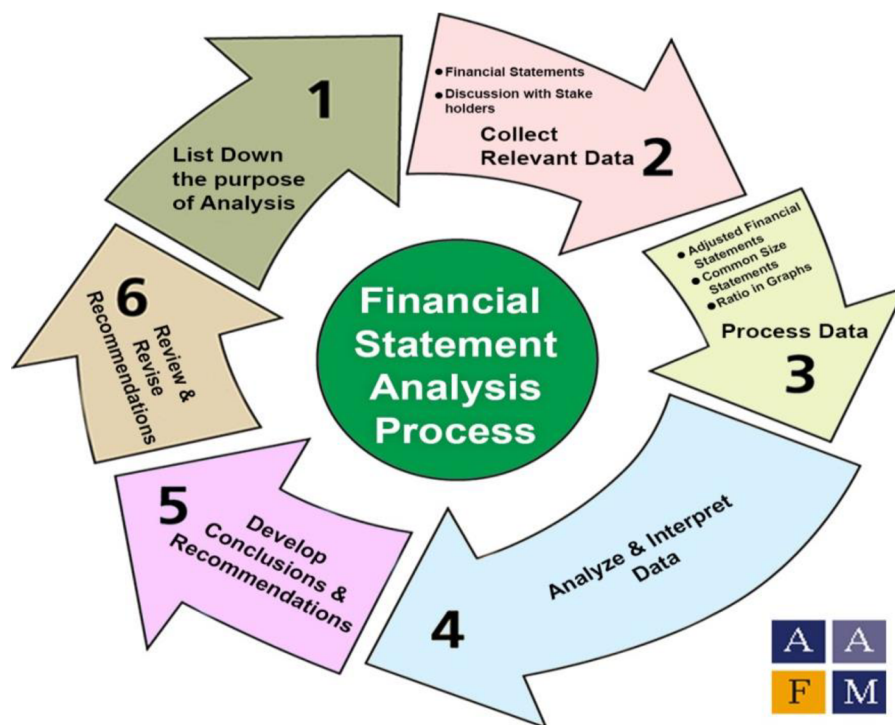 Financial
Statement
Analysis
Process
1
List Down
the purpose
of Analysis
● Financial Statements
● Discussion with Stake
holders
Collect
Relevant Data
2
● Adjusted Financial
Statements
● Common Size
Statements
● Ratio in Graphs
Process Data
3
Analyze & Interpret
Data
4
Develop
Conclusions &
Recommendations
5
Review &
Revise
Recommendations
6
A A
F M